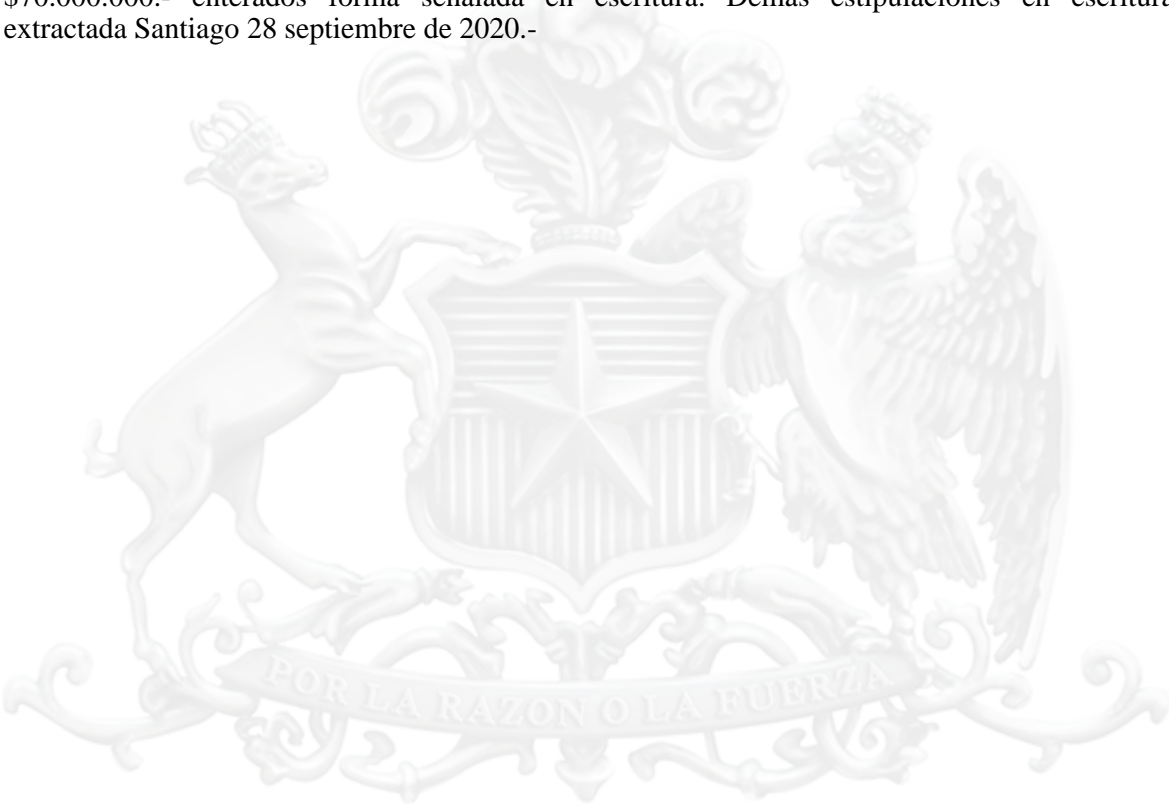 $70.000.000.- enterados forma señalada en escritura. Demás estipulaciones en escritura
extractada Santiago 28 septiembre de 2020.-
POR LA RAZON O LA FUERZA